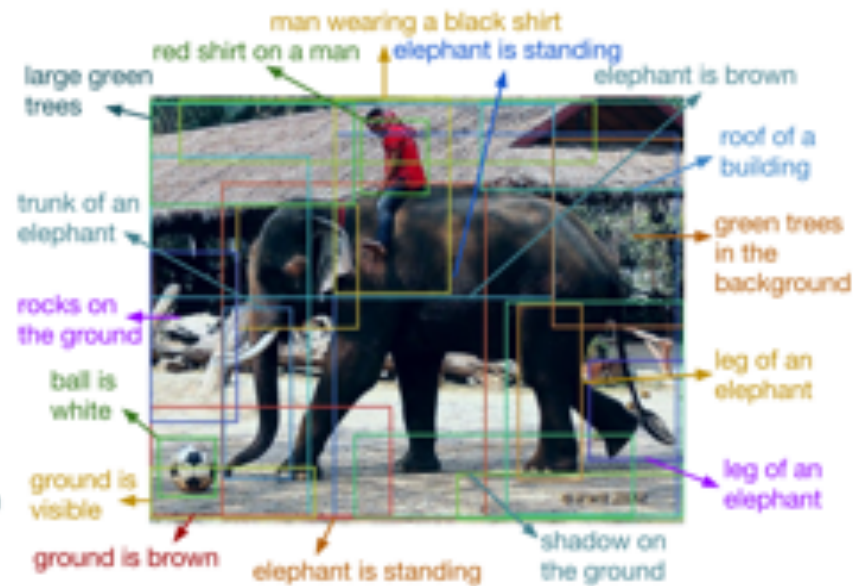 man wearing a black shirt
red shirt on a man
elephant is standing
large green
trees
elephant is brown
roof of a
building
trunk of an
elephant
green trees
in the
background
rocks on
the ground
leg of an
elephant
ball is
white
ground is
visible
leg of an
elephant
ground is brown
elephant is standing
shadow on
the ground